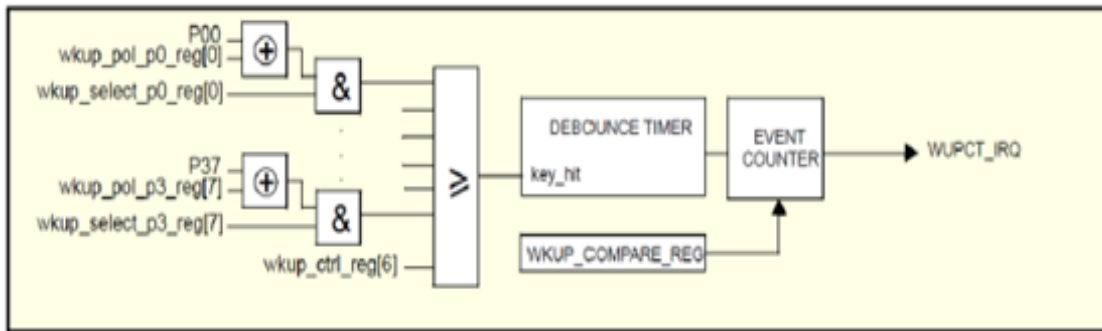 P00
wkup_pol_p0_reg[0]
wkup_select_p0_reg[0]
&
P37
wkup_pol_p3_reg[7]
wkup_select_p3_reg[7]
&
wkup_ctrl_reg[6]
≥
DEBOUNCE TIMER
key_hit
EVENT
COUNTER
WUPCT_IRQ
WKUP_COMPARE_REG